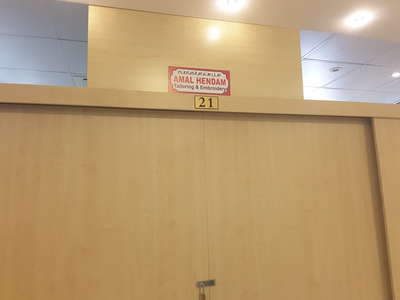 AMAL HENDAM
Tailoring & Embroidery
21